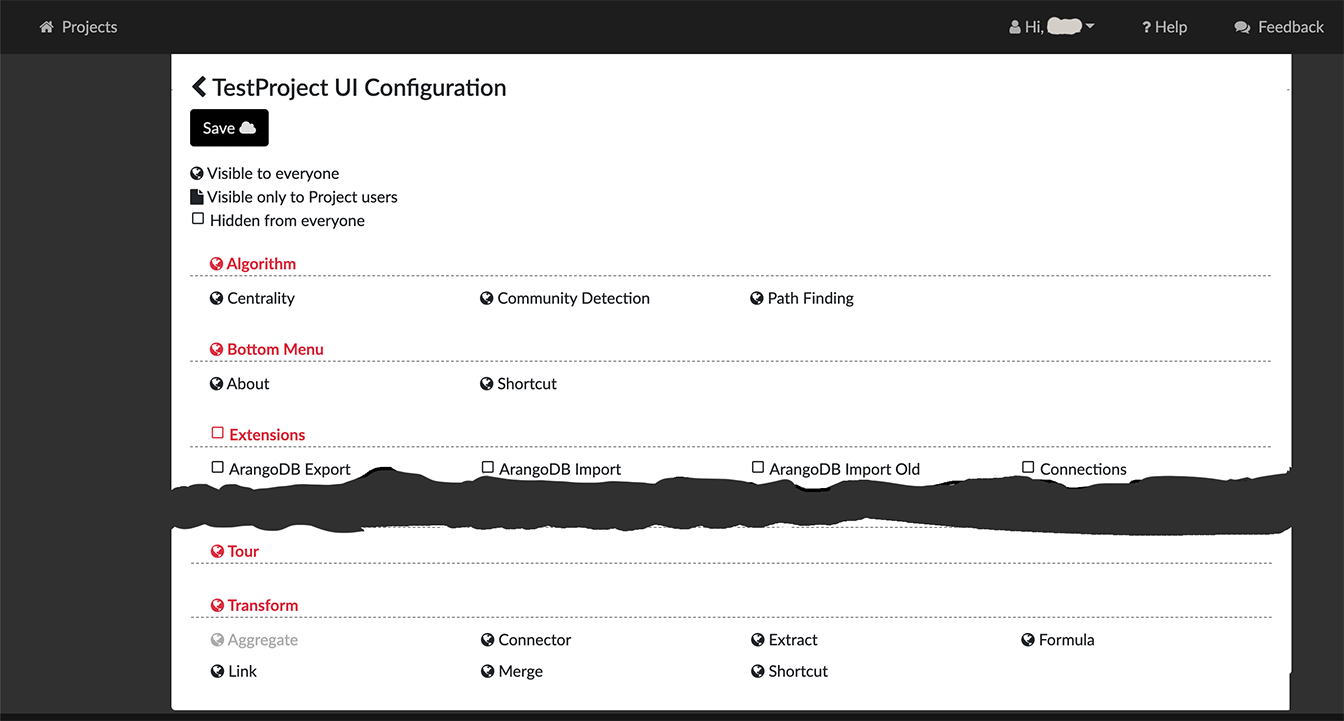 Projects Hi, ? Help Feedback
TestProject UI Configuration
Save
Visible to everyone
Visible only to Project users
Hidden from everyone
Algorithm
Centrality Community Detection Path Finding
Bottom Menu
About Shortcut
Extensions
ArangoDB Export ArangoDB Import ArangoDB Import Old Connections
Tour
Transform
Aggregate Connector Extract Formula
Link Merge Shortcut